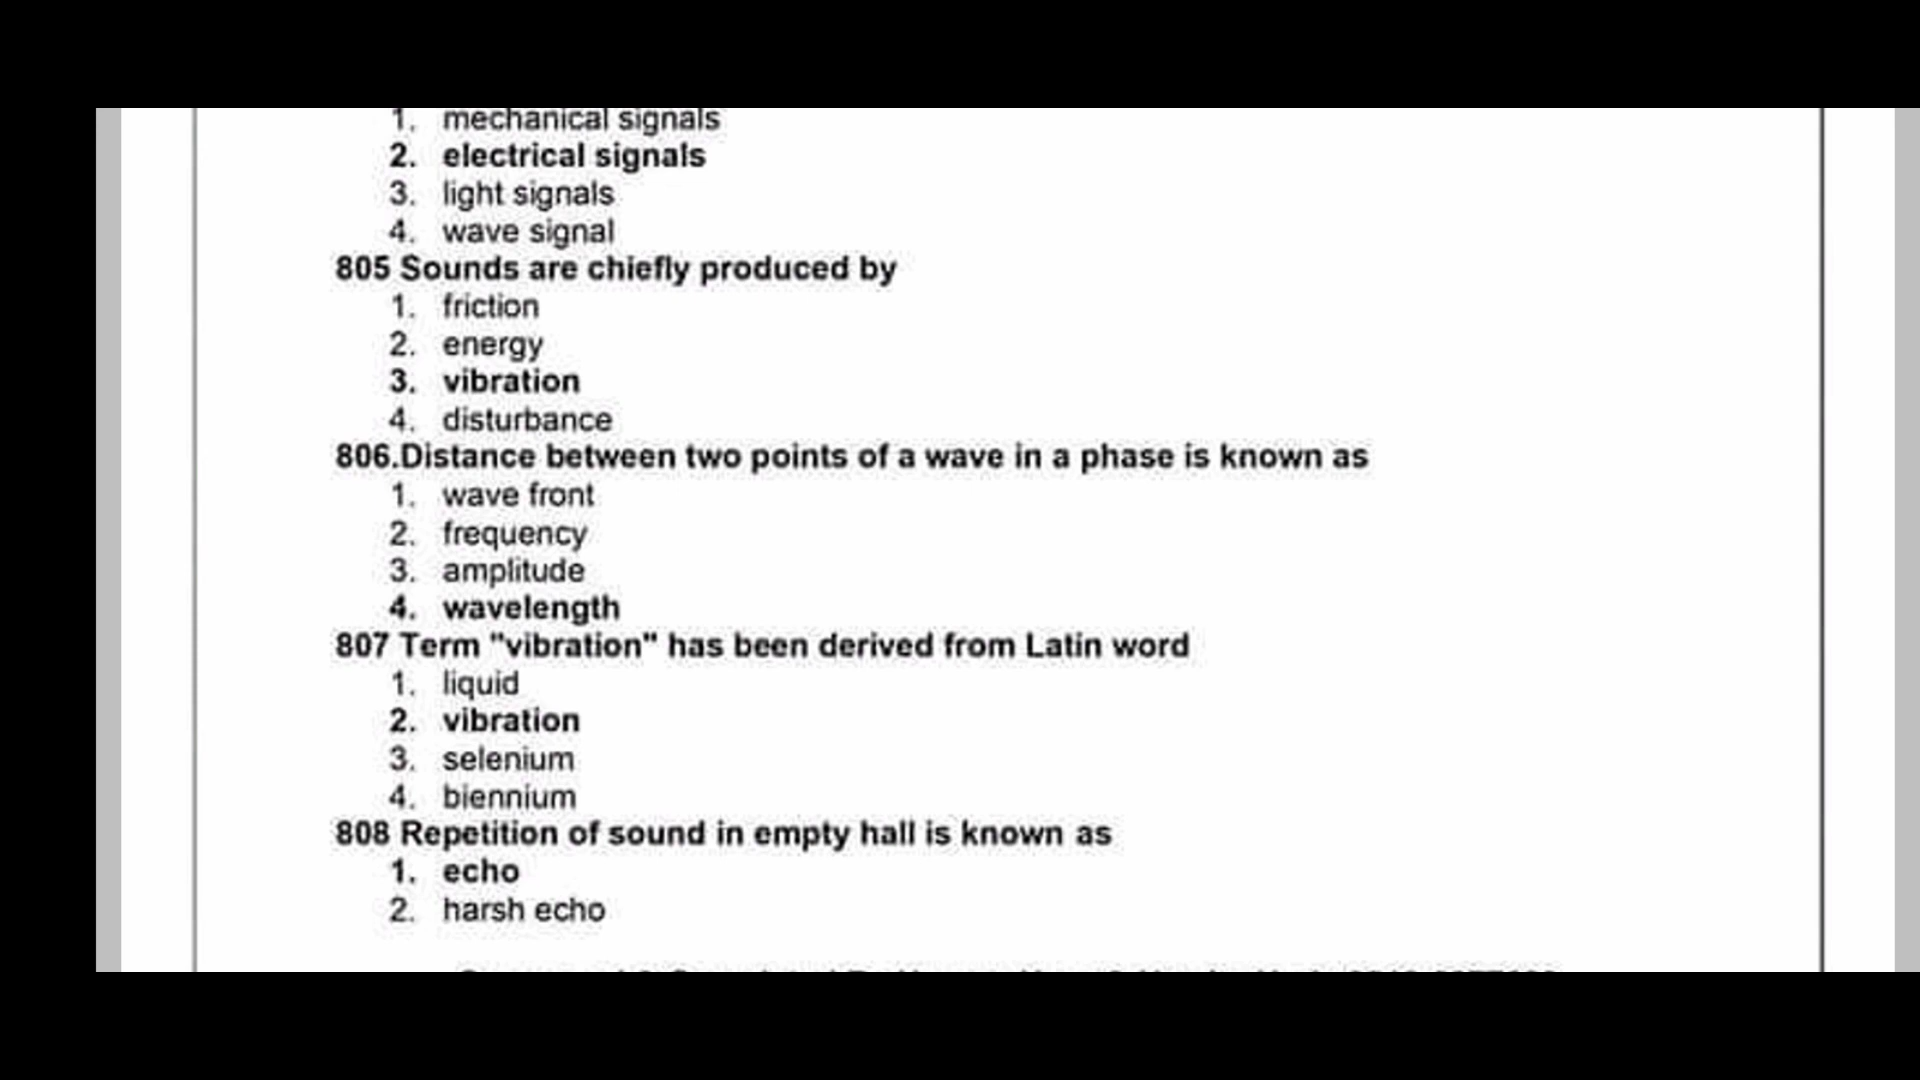 1. mechanical signals
2. electrical signals
3. light signals
4. wave signal
805 Sounds are chiefly produced by
1. friction
2. energy
3. vibration
4. disturbance
806.Distance between two points of a wave in a phase is known as
1. wave front
2. frequency
3. amplitude
4. wavelength
807 Term "vibration" has been derived from Latin word
1. liquid
2. vibration
3. selenium
4. biennium
808 Repetition of sound in empty hall is known as
1. echo
2. harsh echo